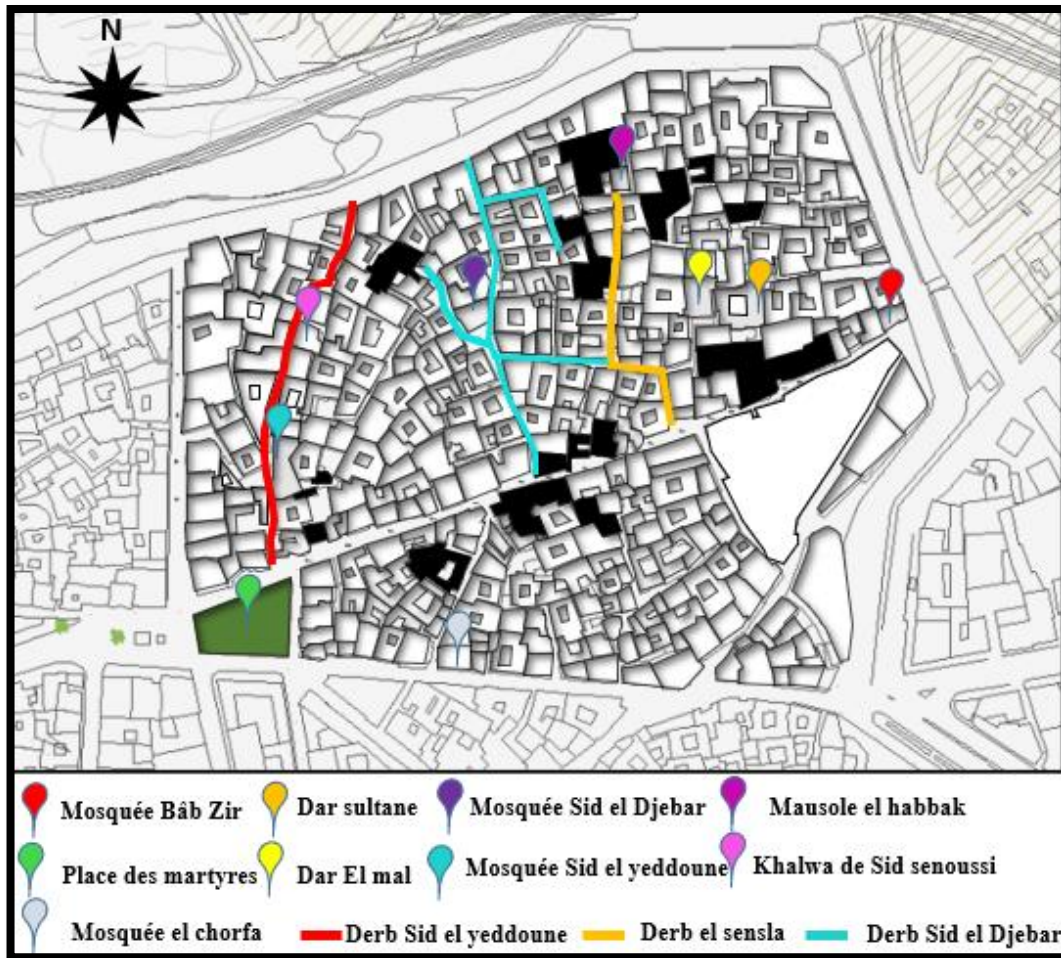 N
Mosquée Bâb Zir
Dar sultane
Mosquée Sid el Djebar
Mausole el habbak
Place des martyres
Dar El mal
Mosquée Sid el yeddoune
Khalwa de Sid senoussi
Mosquée el chorfa
Derb Sid el yeddoune
Derb el sensla
Derb Sid el Djebar